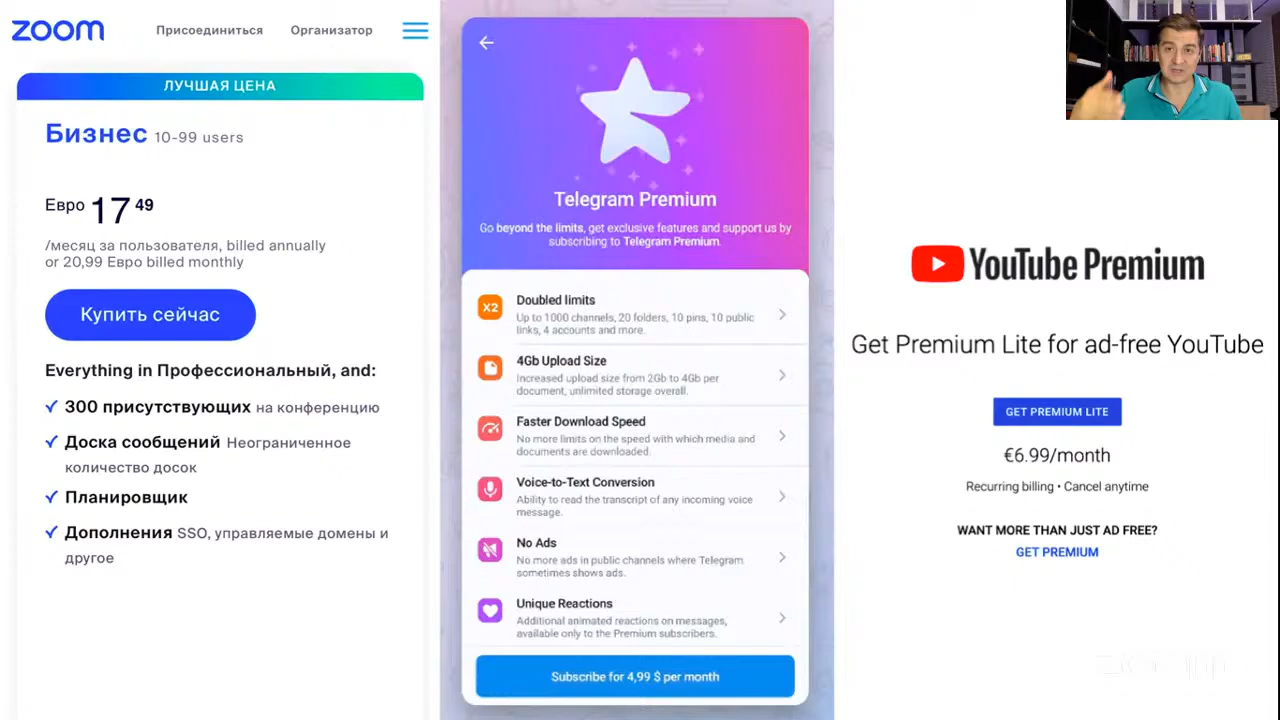 zoom
Присоединиться
Организатор
ЛУЧШАЯ ЦЕНА
Бизнес 10-99 users
Евро 17 49
/месяц за пользователя, billed annually
or 20,99 Евро billed monthly
Купить сейчас
Everything in Профессиональный, and:
300 присутствующих на конференцию
Доска сообщений Неограниченное
количество досок
Планировщик
Дополнения SSO, управляемые домены и
другое
Telegram Premium
Go beyond the limits, get exclusive features and support us by
subscribing to Telegram Premium.
X2
Doubled limits
Up to 1000 channels, 20 folders, 10 pins, 10 public
links, 4 accounts and more.
4Gb Upload Size
Increased upload size from 2Gb to 4Gb per
document, unlimited storage overall.
Faster Download Speed
No more limits on the speed with which media and
documents are downloaded.
Voice-to-Text Conversion
Ability to read the transcript of any incoming voice
message.
No Ads
No more ads in public channels where Telegram
sometimes shows ads.
Unique Reactions
Additional animated reactions on messages,
available only to the Premium subscribers.
Subscribe for 4,99 $ per month
YouTube Premium
Get Premium Lite for ad-free YouTube
GET PREMIUM LITE
€6.99/month
Recurring billing • Cancel anytime
WANT MORE THAN JUST AD FREE?
GET PREMIUM